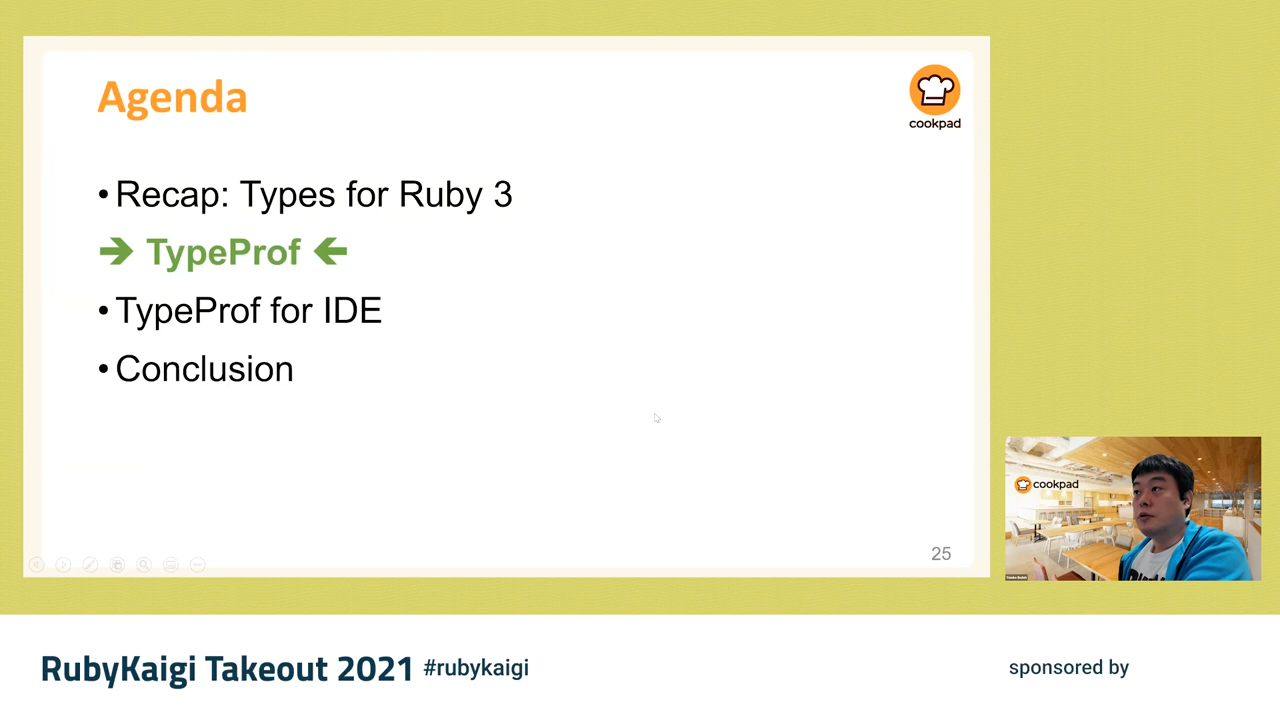 Agenda
cookpad
• Recap: Types for Ruby 3
➔ TypeProf 🡰
• TypeProf for IDE
• Conclusion
25
cookpad
RubyKaigi Takeout 2021 #rubykaigi
sponsored by